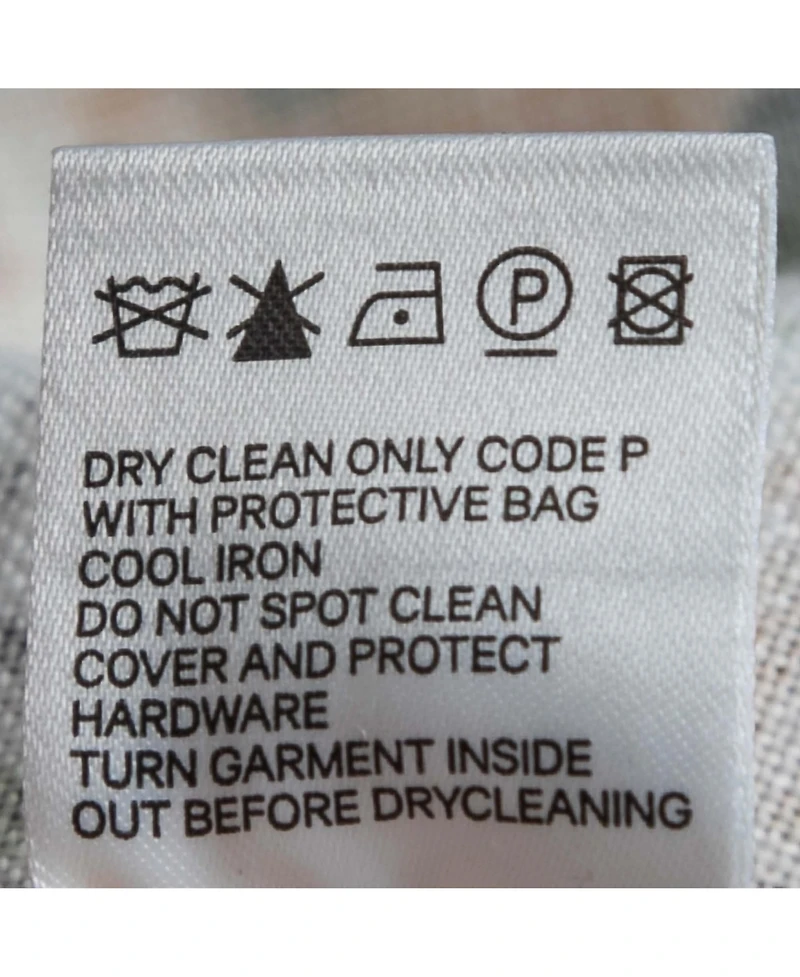 P
DRY CLEAN ONLY CODE P
WITH PROTECTIVE BAG
COOL IRON
DO NOT SPOT CLEAN
COVER AND PROTECT
HARDWARE
TURN GARMENT INSIDE
OUT BEFORE DRYCLEANING